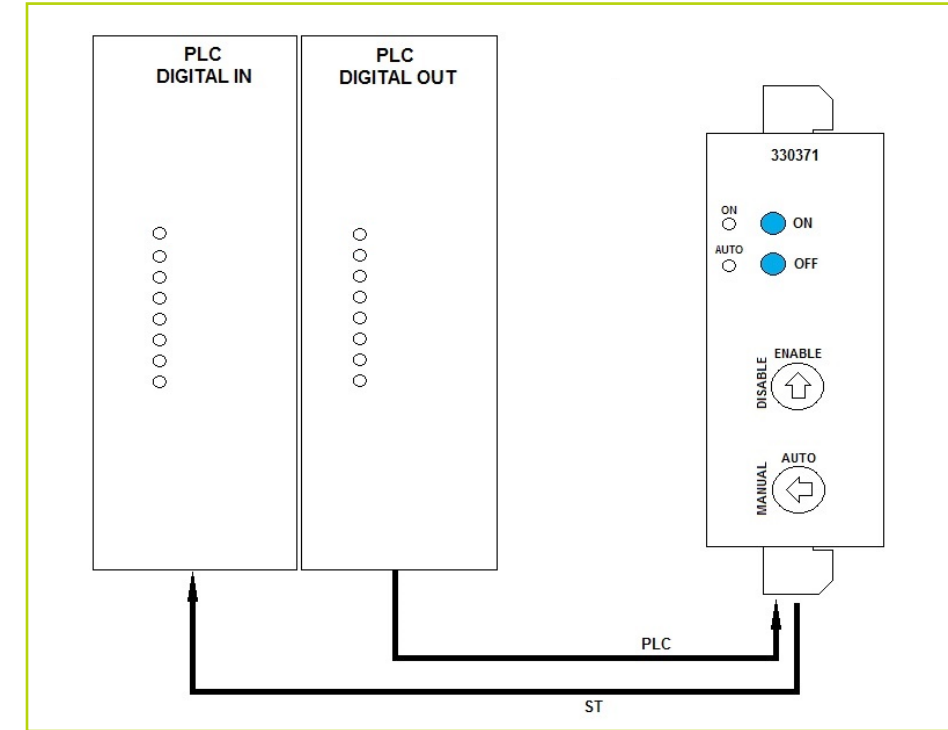 PLC
DIGITAL IN
PLC
DIGITAL OUT
330371
ON
ON
AUTO
OFF
ENABLE
DISABLE
AUTO
MANUAL
PLC
ST